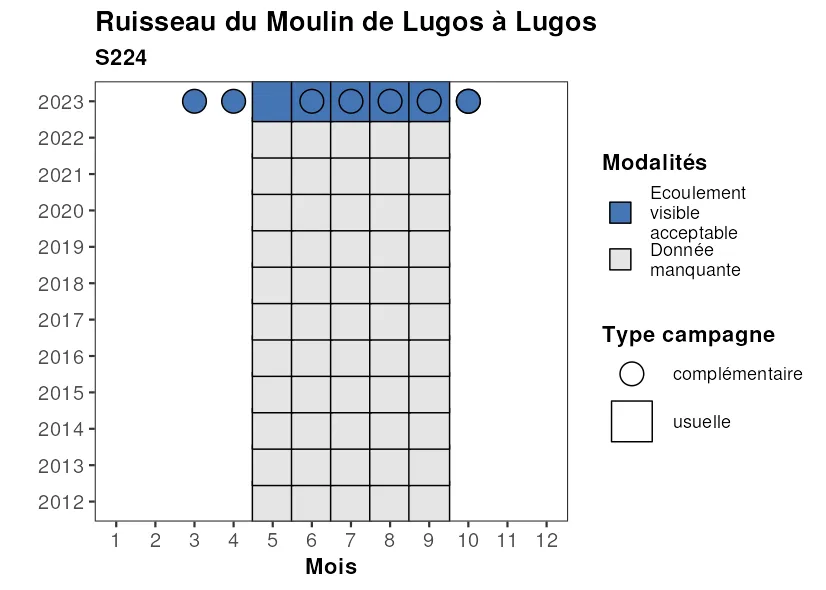 Ruisseau du Moulin de Lugos à Lugos
S224
2023
2022
2021
2020
2019
2018
2017
2016
2015
2014
2013
2012
1 2 3 4 5 6 7 8 9 10 11 12
Mois
Modalités
Ecoulement
visible
acceptable
Donnée
manquante
Type campagne
complémentaire
usuelle